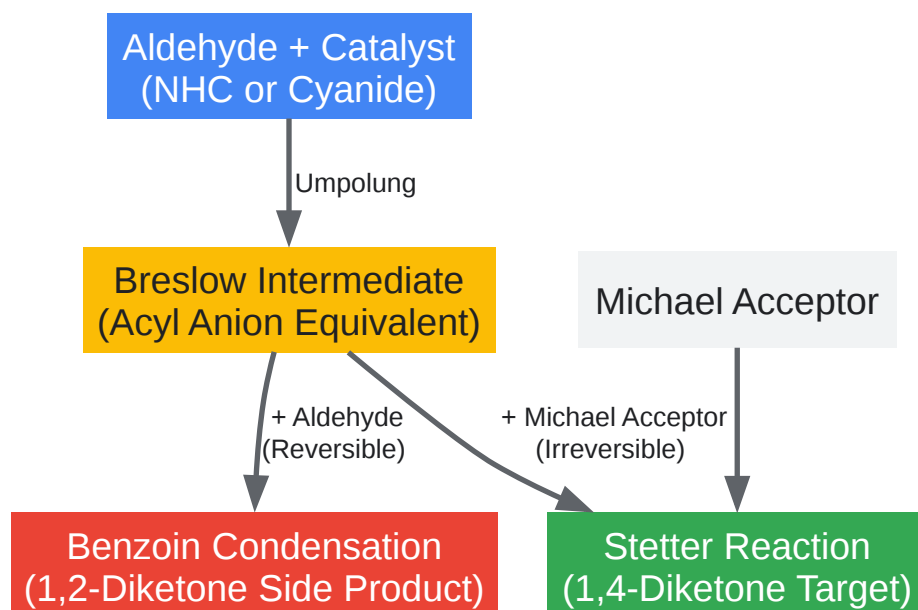 Aldehyde + Catalyst
(NHC or Cyanide)
Umpolung
Breslow Intermediate
(Acyl Anion Equivalent)
Michael Acceptor
+ Aldehyde
(Reversible)
+ Michael Acceptor
(Irreversible)
Benzoin Condensation
(1,2-Diketone Side Product)
Stetter Reaction
(1,4-Diketone Target)